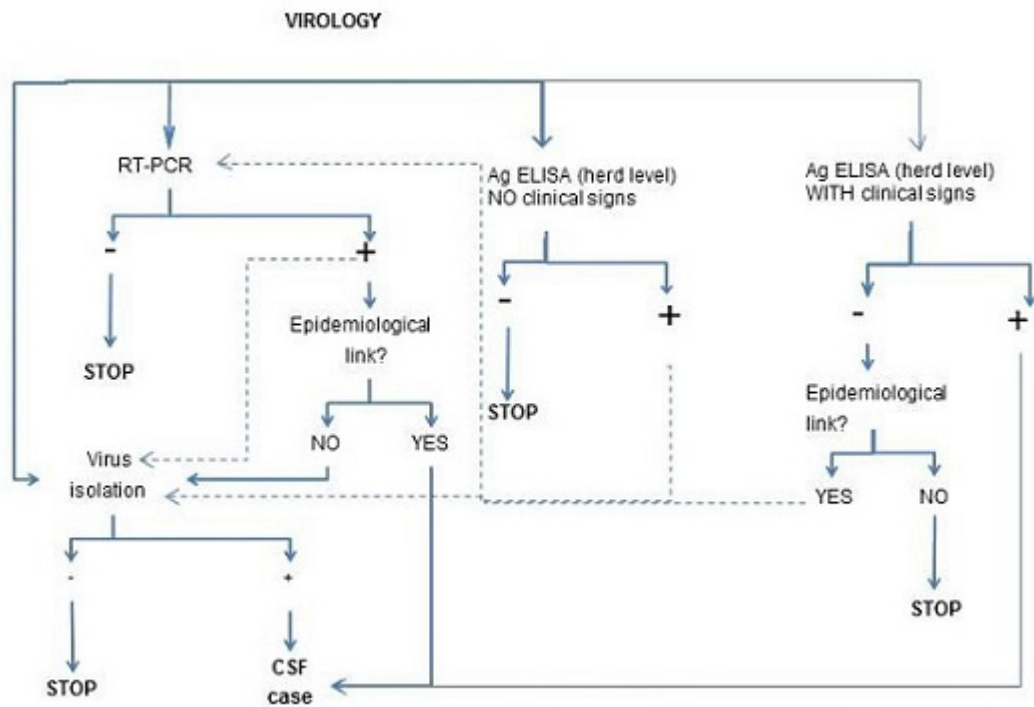 VIROLOGY
RT-PCR
Ag ELISA (herd level)
NO clinical signs
Ag ELISA (herd level)
WITH clinical signs
-
+
-
+
-
+
Epidemiological
link?
STOP
NO
YES
STOP
Epidemiological
link?
YES
NO
Virus
isolation
-
+
STOP
STOP
CSF
case